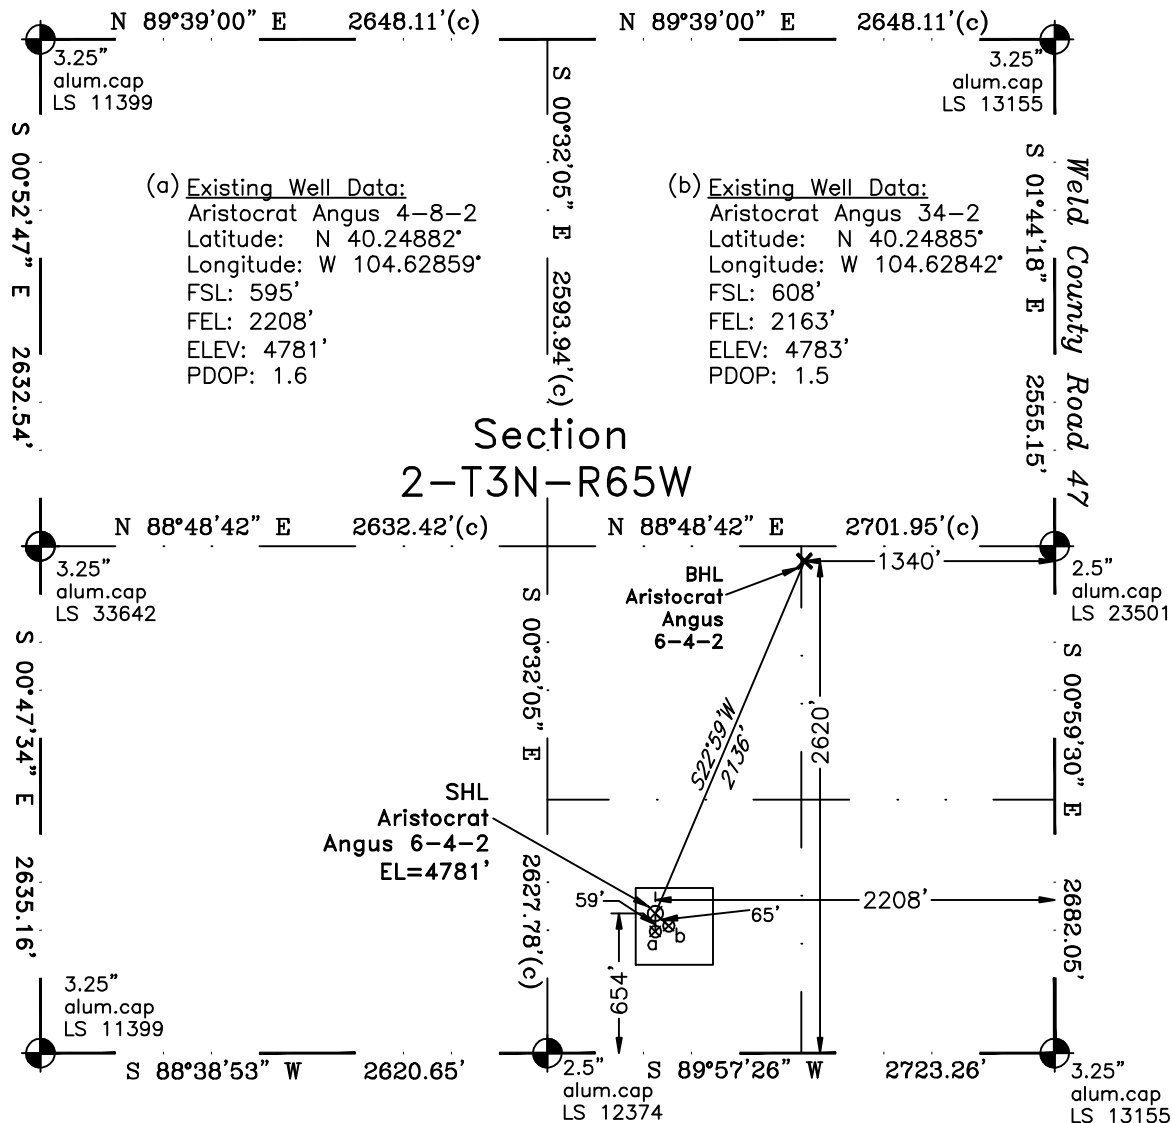 N 89°39'00" E 2648.11'(c) N 89°39'00" E 2648.11'(c)
3.25"
alum.cap
LS 11399
3.25"
alum.cap
LS 13155
S 00°52'47" E 2632.54'
S 00°32'05" E 2593.94'(c)
S 01°44'18" E 2555.15'
Weld County Road 47
(a) Existing Well Data:
Aristocrat Angus 4-8-2
Latitude: N 40.24882°
Longitude: W 104.62859°
FSL: 595'
FEL: 2208'
ELEV: 4781'
PDOP: 1.6
(b) Existing Well Data:
Aristocrat Angus 34-2
Latitude: N 40.24885°
Longitude: W 104.62842°
FSL: 608'
FEL: 2163'
ELEV: 4783'
PDOP: 1.5
Section
2-T3N-R65W
N 88°48'42" E 2632.42'(c) N 88°48'42" E 2701.95'(c)
3.25"
alum.cap
LS 33642
BHL
Aristocrat
Angus
6-4-2
1340'
2.5"
alum.cap
LS 23501
S 00°47'34" E 2635.16'
S 00°32'05" E 2627.78'(c)
S22°59'W
2136'
2620'
S 00°59'30" E 2682.05'
SHL
Aristocrat
Angus 6-4-2
EL=4781'
59'
2208'
65'
a
b
654'
3.25"
alum.cap
LS 11399
S 88°38'53" W 2620.65'
2.5"
alum.cap
LS 12374
S 89°57'26" W 2723.26'
3.25"
alum.cap
LS 13155